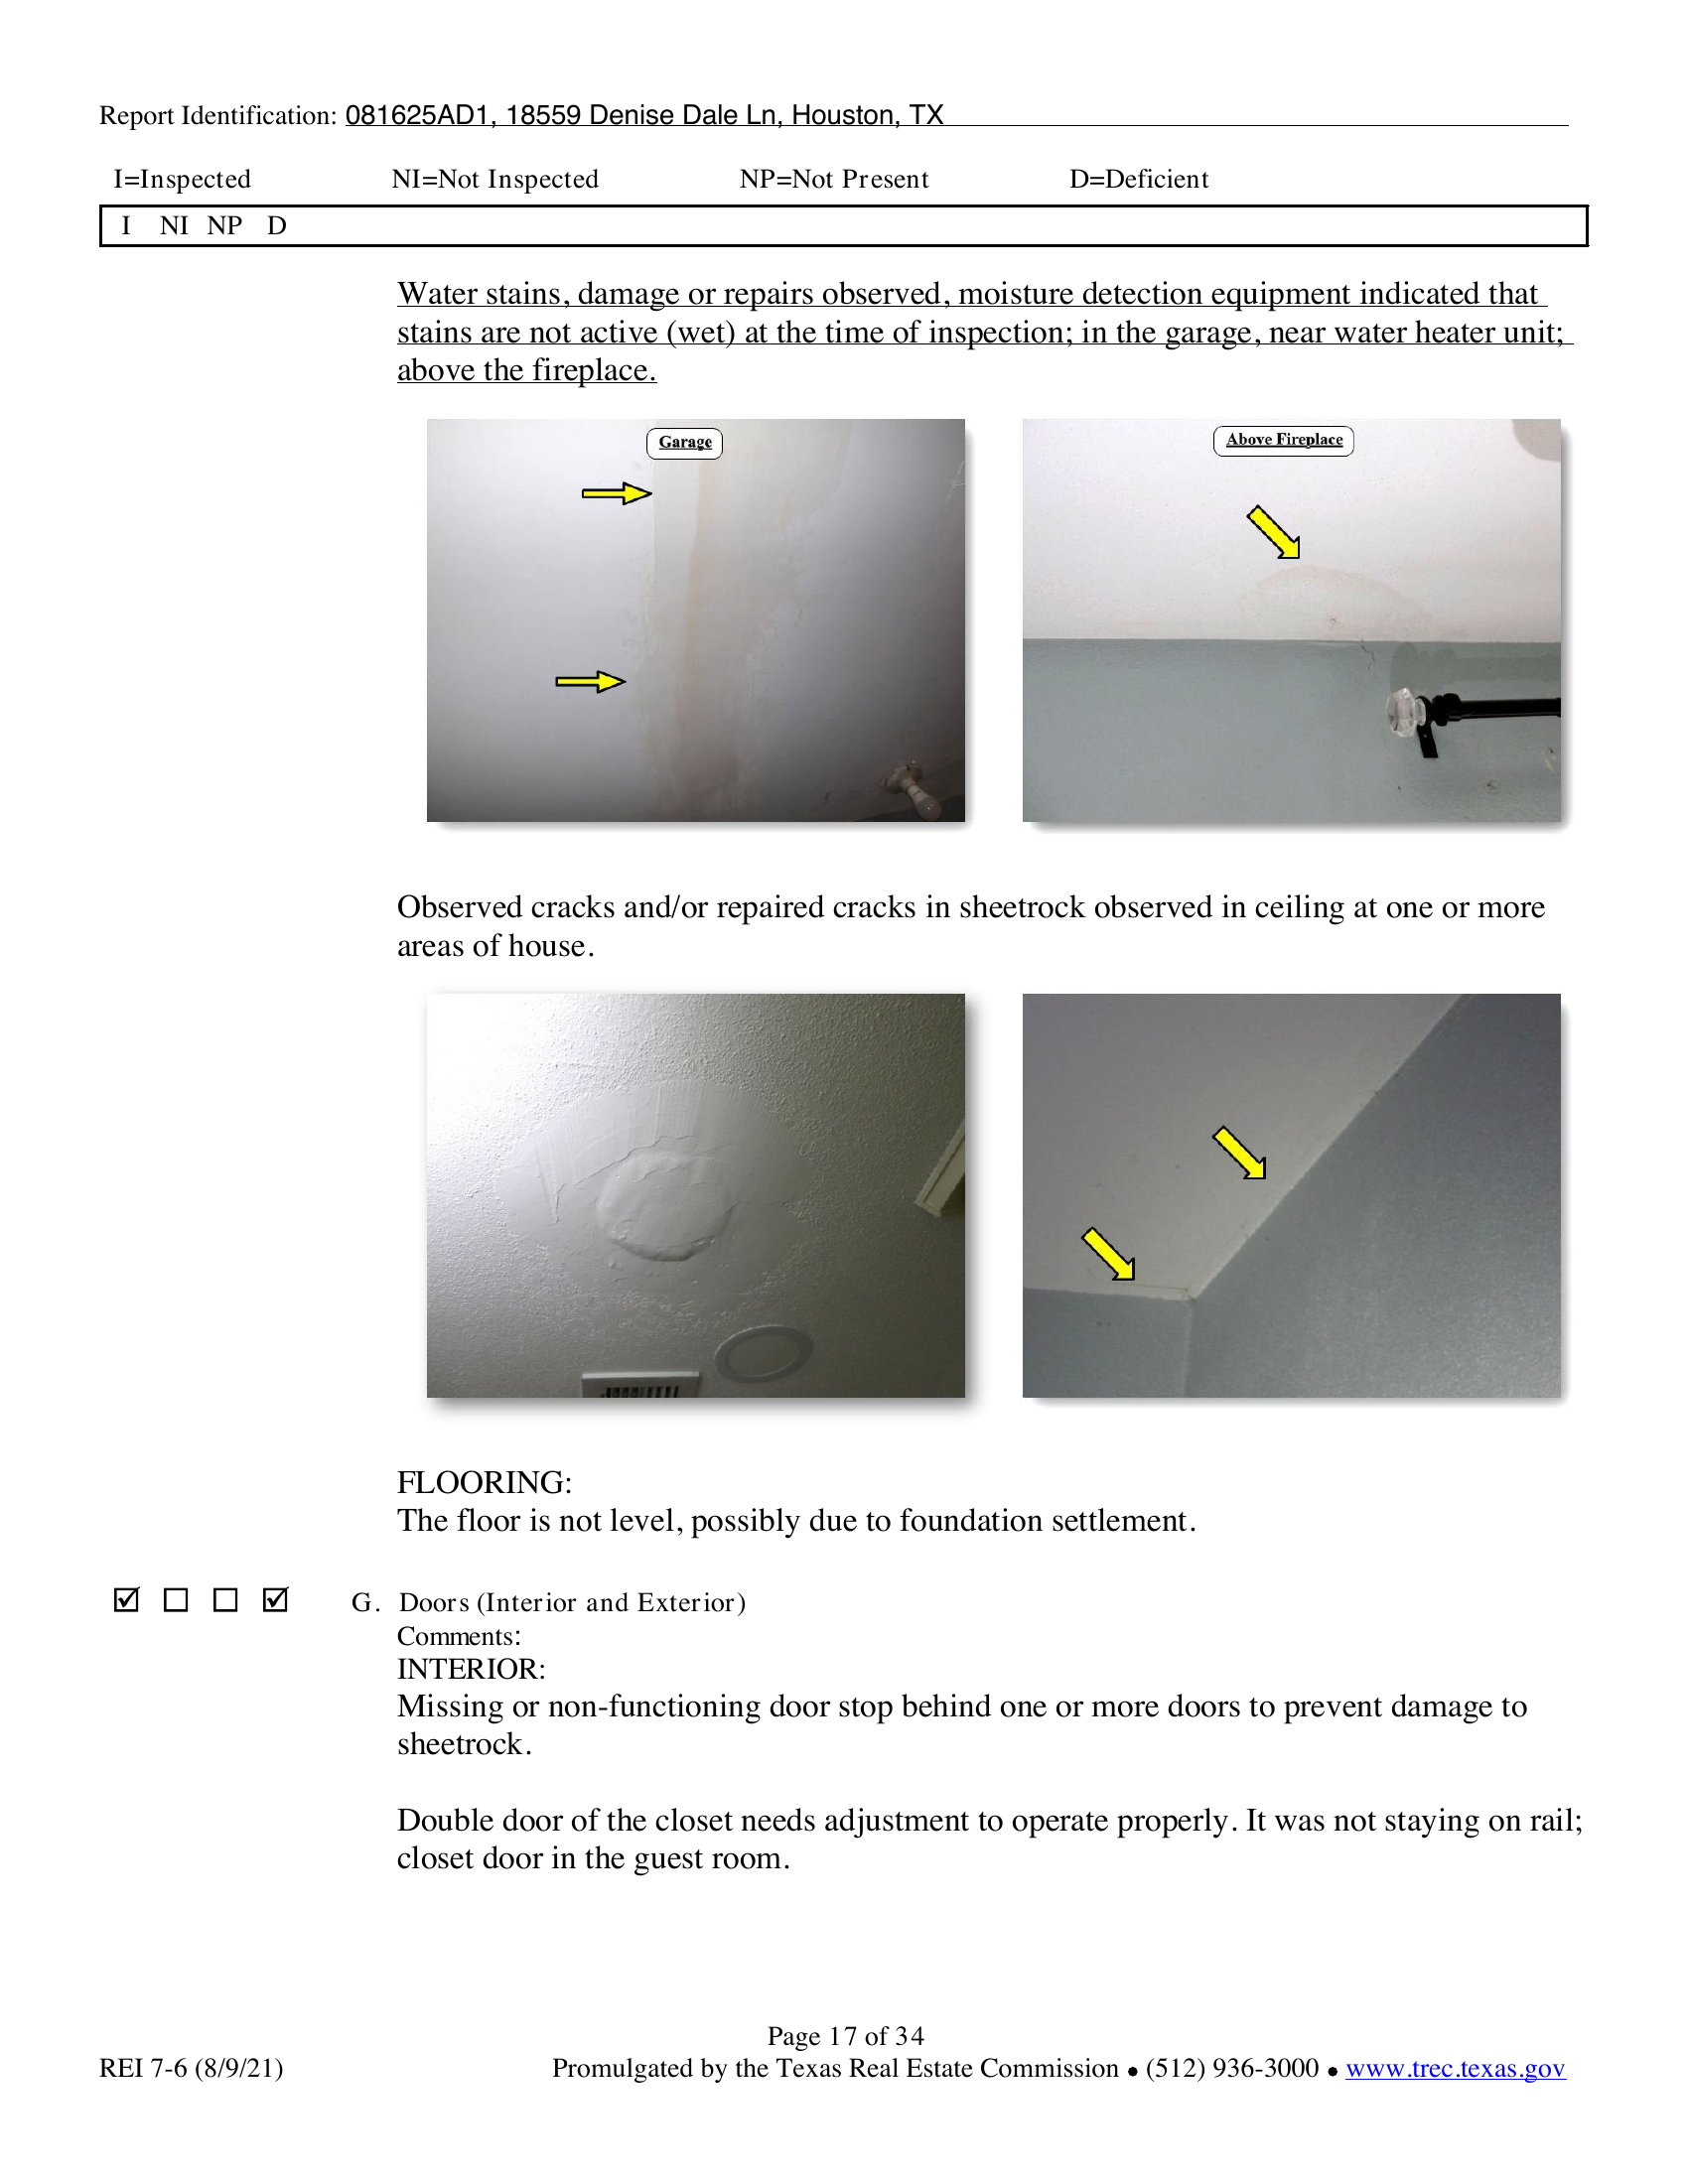 Report Identification: 081625AD1, 18559 Denise Dale Ln, Houston, TX
I=Inspected NI=Not Inspected NP=Not Present D=Deficient
I NI NP D
Water stains, damage or repairs observed, moisture detection equipment indicated that
stains are not active (wet) at the time of inspection; in the garage, near water heater unit;
above the fireplace.
Garage
Above Fireplace
Observed cracks and/or repaired cracks in sheetrock observed in ceiling at one or more
areas of house.
FLOORING:
The floor is not level, possibly due to foundation settlement.
☑ ☐ ☐ ☑ G. Doors (Interior and Exterior)
Comments:
INTERIOR:
Missing or non-functioning door stop behind one or more doors to prevent damage to
sheetrock.
Double door of the closet needs adjustment to operate properly. It was not staying on rail;
closet door in the guest room.
Page 17 of 34
REI 7-6 (8/9/21) Promulgated by the Texas Real Estate Commission ● (512) 936-3000 ● www.trec.texas.gov